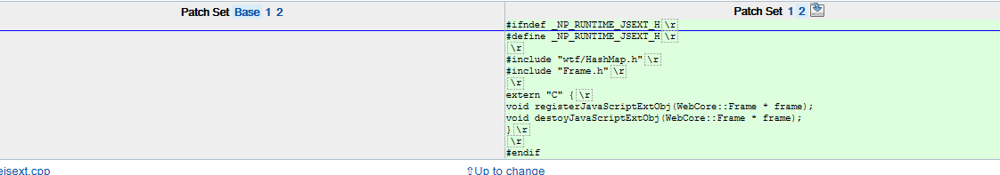 Patch Set Base 1 2
Patch Set 1 2
#ifndef _NP_RUNTIME_JSEXT_H\r
#define _NP_RUNTIME_JSEXT_H\r
\r
#include "wtf/HashMap.h"\r
#include "Frame.h"\r
\r
extern "C" {\r
void registerJavaScriptExtObj(WebCore::Frame * frame);
void destoyJavaScriptExtObj(WebCore::Frame * frame);
}\r
\r
#endif
eisext.cpp
⇧Up to change